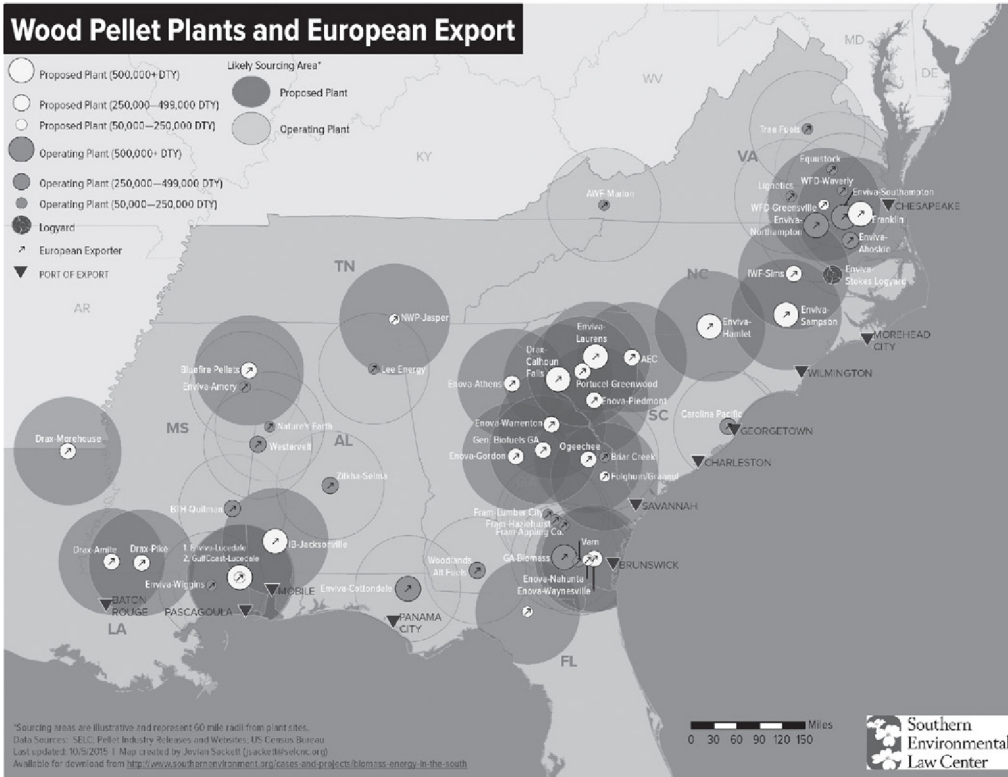 Wood Pellet Plants and European Export
Proposed Plant (500,000+ DTY)
Proposed Plant (250,000—499,000 DTY)
Proposed Plant (50,000—250,000 DTY)
Operating Plant (500,000+ DTY)
Operating Plant (250,000—499,000 DTY)
Operating Plant (50,000—250,000 DTY)
Logyard
European Exporter
PORT OF EXPORT
Likely Sourcing Area*
Proposed Plant
Operating Plant
MD
DE
WV
KY
VA
TN
NC
AR
MS
AL
SC
LA
FL
Tree Fuels
Equustock
Lignetics
WFD-Waverly
Enviva-Southampton
WFD-Greensville
CHESAPEAKE
Franklin
Enviva-
Northampton
Enviva-
Ahoskie
AWF-Marion
IWF-Sims
Enviva-
Stokes Logyard
Enviva-
Sampson
Enviva-
Hamlet
MOREHEAD
CITY
WILMINGTON
NWP-Jasper
Lee Energy
Bluefire Pellets
Enviva-Amory
Nature's Earth
Westervelt
Zilkha-Selma
Drax-Morehouse
Enviva-
Laurens
Drax
Calhoun
Falls
AEC
Enova-Athens
Portucel-Greenwood
Enova-Piedmont
Enova-Warrenton
Gen. Biofuels GA
Enova-Gordon
Ogeechee
Briar Creek
Fulghum/Graniul
Carolina Pacific
GEORGETOWN
CHARLESTON
SAVANNAH
Fram-Lumber City
Fram-Hazlehurst
Fram-Appling Co.
Varn
GA Biomass
BRUNSWICK
Enova-Nahunta
Enova-Waynesville
BTH-Quitman
IB-Jacksonville
Drax-Amite
Drax-Pike
1. Enviva-Lucedale
2. GulfCoast-Lucedale
Enviva-Wiggins
MOBILE
BATON
ROUGE
PASCAGOULA
Enviva-Cottondale
Woodlands
Alt Fuels
PANAMA
CITY
*Sourcing areas are illustrative and represent 60 mile radii from plant sites.
Data Sources: SELC, Pellet Industry Releases and Websites; US Census Bureau
Last updated: 10/5/2015 | Map created by Jovian Sackett (jsackett@selcnc.org)
Available for download from http://www.southernenvironment.org/cases-and-projects/biomass-energy-in-the-south
Miles
0 30 60 90 120 150
Southern
Environmental
Law Center